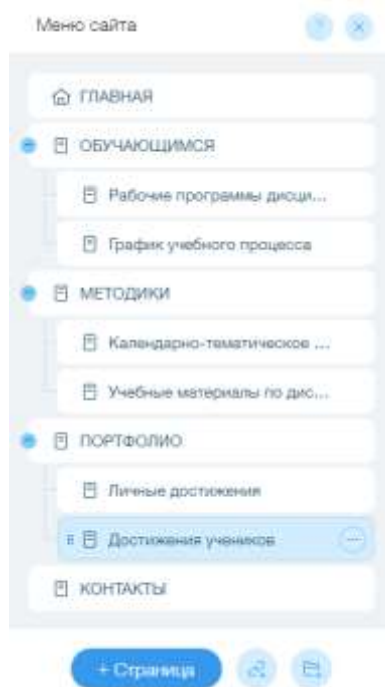 Меню сайта
ГЛАВНАЯ
ОБУЧАЮЩИМСЯ
Рабочие программы дисци...
График учебного процесса
МЕТОДИКИ
Календарно-тематическое ...
Учебные материалы по дис...
ПОРТФОЛИО
Личные достижения
Достижения учеников
КОНТАКТЫ
+ Страница